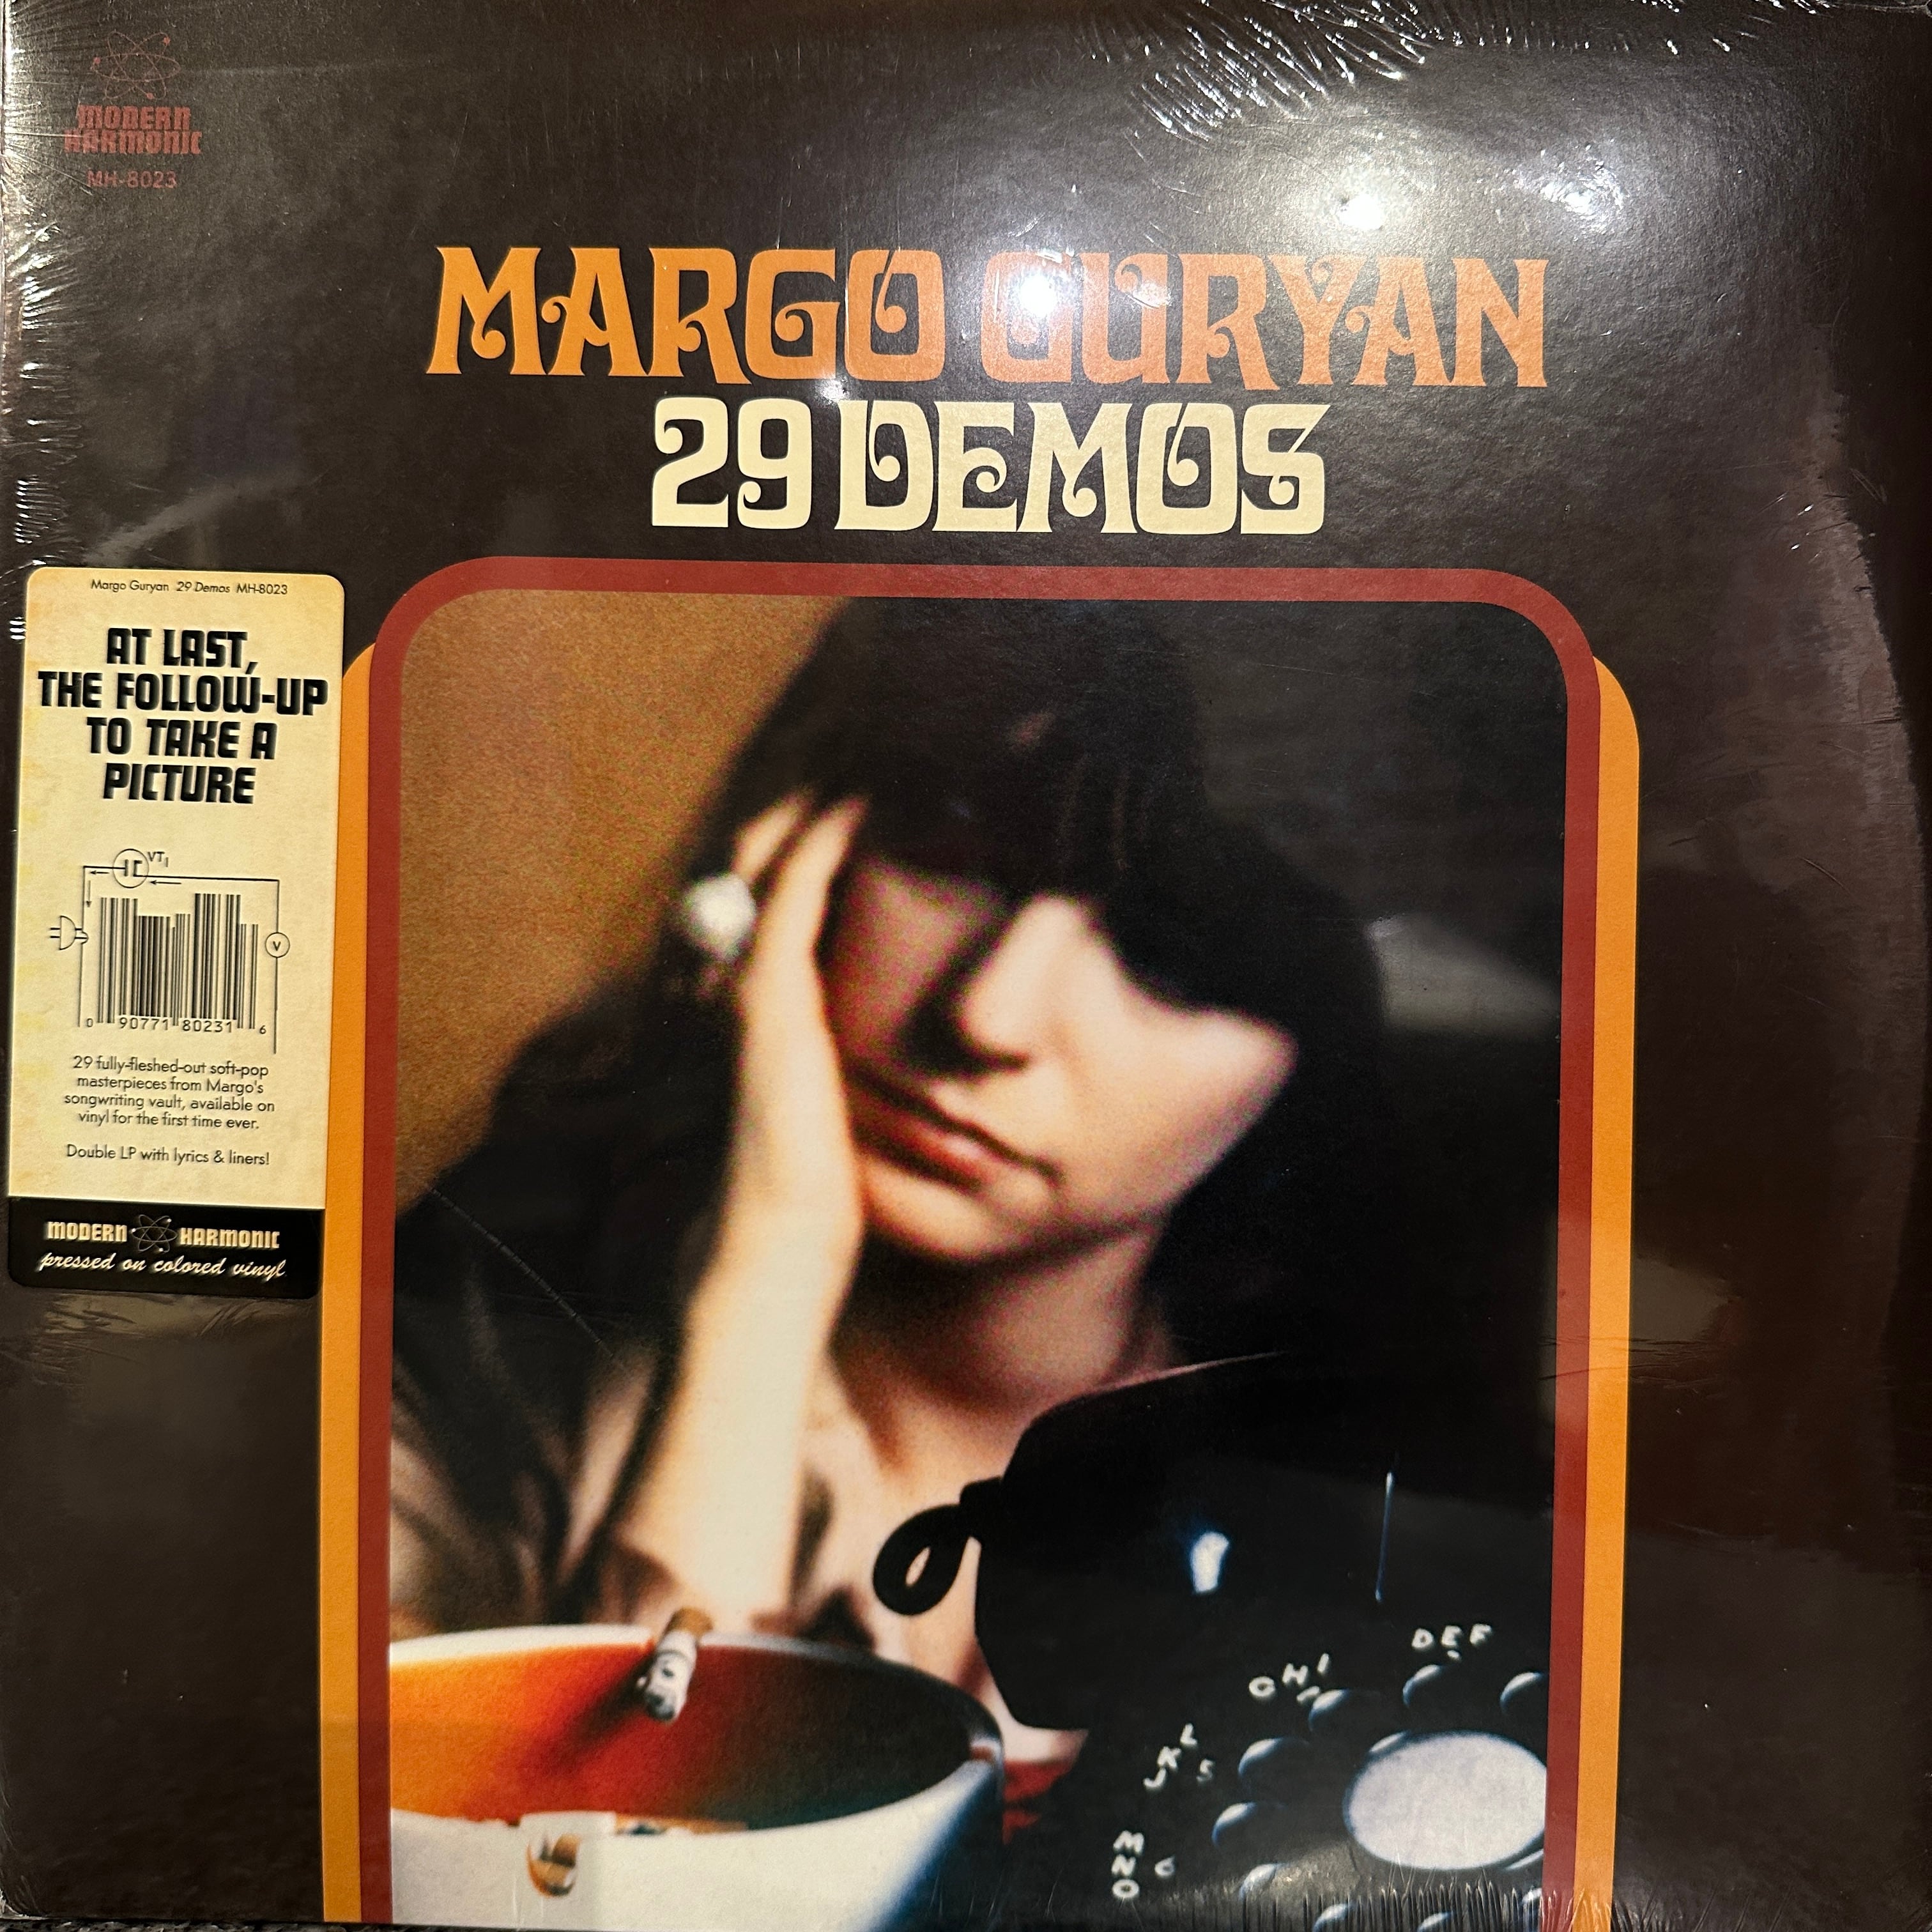 MODERN
HARMONIC
MH-8023
MARGO GURYAN
29 DEMOS
Margo Guryan 29 Demos MH-8023
AT LAST,
THE FOLLOW-UP
TO TAKE A
PICTURE
VT1
V
0 90771 80231 6
29 fully-fleshed-out soft-pop
masterpieces from Margo's
songwriting vault, available on
vinyl for the first time ever.
Double LP with lyrics & liners!
MODERN HARMONIC
pressed on colored vinyl
DEF
GHI
JKL 5
MNO 6